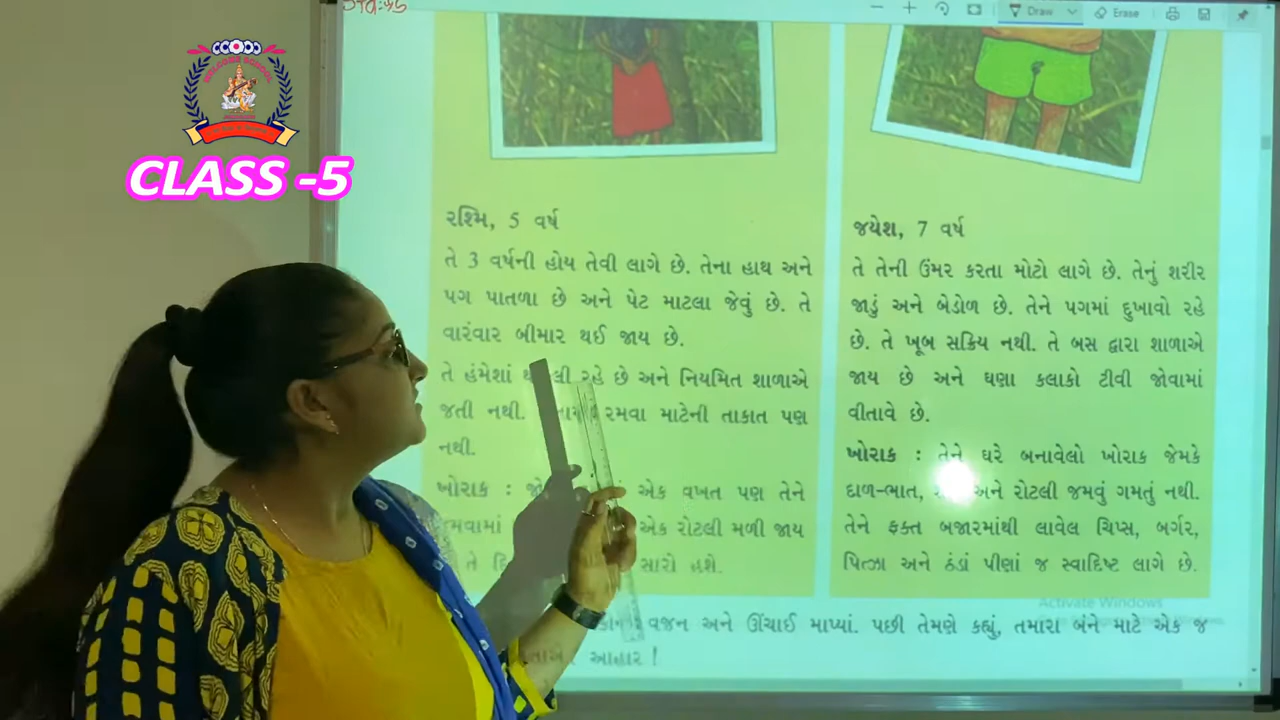 CLASS -5
Draw
Erase
રશ્મિ, 5 વર્ષ
તે 3 વર્ષની હોય તેવી લાગે છે. તેના હાથ અને
પગ પાતળા છે અને પેટ માટલા જેવું છે. તે
વારંવાર બીમાર થઈ જાય છે.
તે હંમેશાં રહે છે અને નિયમિત શાળાએ
જતી નથી. રમવા માટેની તાકાત પણ
નથી.
ખોરાક : એક વખત પણ તેને
એક રોટલી મળી જાય
તે સારો હશે.
જયેશ, 7 વર્ષ
તે તેની ઉંમર કરતા મોટો લાગે છે. તેનું શરીર
જાડું અને બેડોળ છે. તેને પગમાં દુખાવો રહે
છે. તે ખૂબ સક્રિય નથી. તે બસ દ્વારા શાળાએ
જાય છે અને ઘણા કલાકો ટીવી જોવામાં
વીતાવે છે.
ખોરાક : તેને ઘરે બનાવેલો ખોરાક જેમકે
દાળ-ભાત, અને રોટલી જમવું ગમતું નથી.
તેને ફક્ત બજારમાંથી લાવેલ ચિપ્સ, બર્ગર,
પિત્ઝા અને ઠંડાં પીણાં જ સ્વાદિષ્ટ લાગે છે.
Activate Windows
વજન અને ઊંચાઈ માપ્યાં. પછી તેમણે કહ્યું, તમારા બંને માટે એક જ
આહાર !